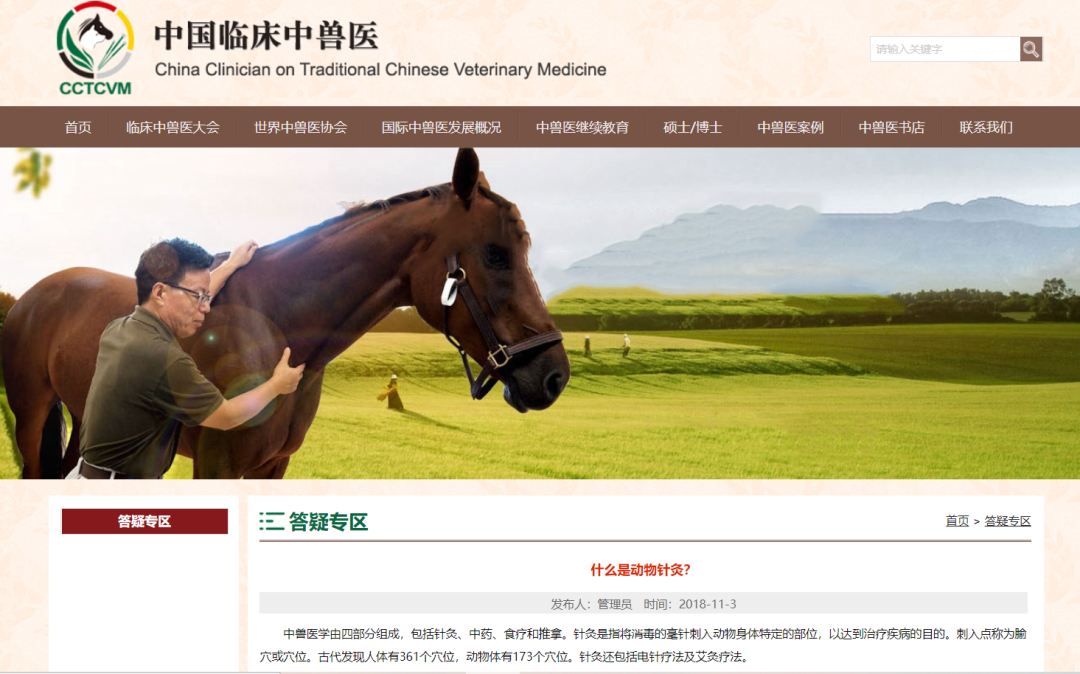 中国临床中兽医
China Clinician on Traditional Chinese Veterinary Medicine
CCTCVM
请输入关键字
首页 临床中兽医大会 世界中兽医协会 国际中兽医发展概况 中兽医继续教育 硕士/博士 中兽医案例 中兽医书店 联系我们
答疑专区
答疑专区
首页 > 答疑专区
什么是动物针灸?
发布人：管理员 时间：2018-11-3
中兽医学由四部分组成，包括针灸、中药、食疗和推拿。针灸是指将消毒的毫针刺入动物身体特定的部位，以达到治疗疾病的目的。刺入点称为腧
穴或穴位。古代发现人体有361个穴位，动物体有173个穴位。针灸还包括电针疗法及艾灸疗法。